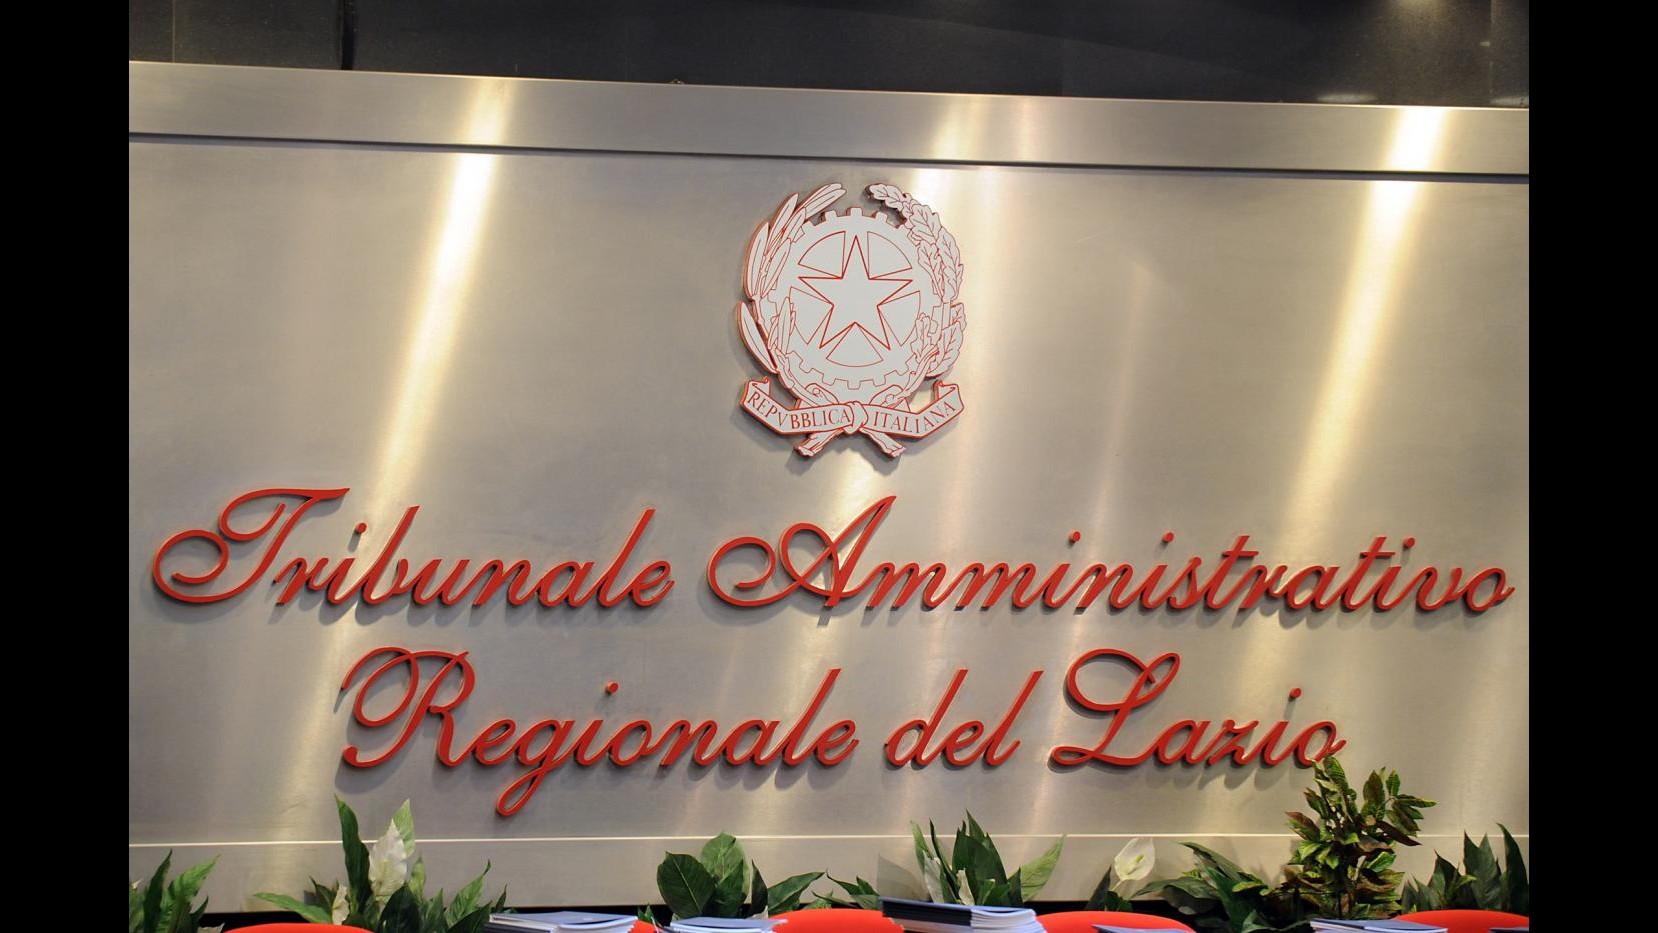 REPVBBLICA ITALIANA
Tribunale Amministrativo
Regionale del Lazio